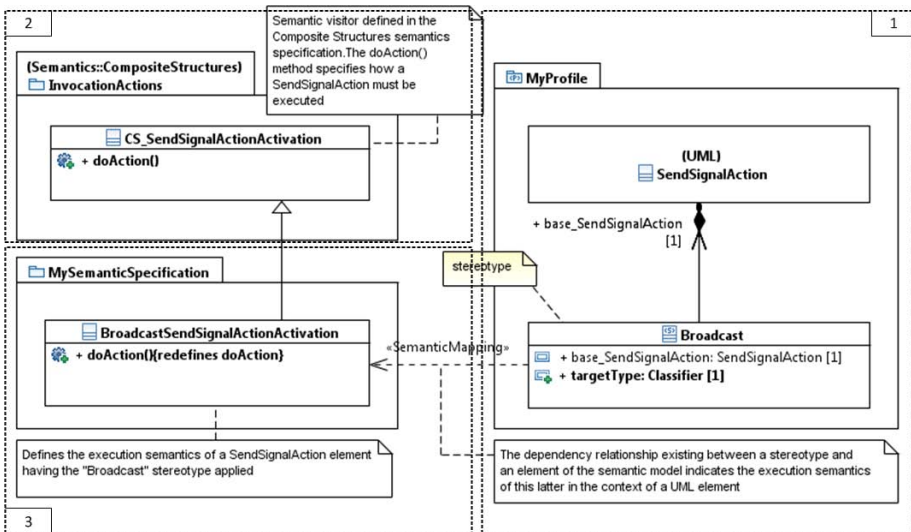 2
Semantic visitor defined in the
Composite Structures semantics
specification.The doAction()
method specifies how a
SendSignalAction must be
executed
1
(Semantics::CompositeStructures)
InvocationActions
CS_SendSignalActionActivation
+ doAction()
MyProfile
(UML)
SendSignalAction
+ base_SendSignalAction
[1]
stereotype
MySemanticSpecification
BroadcastSendSignalActionActivation
+ doAction(){redefines doAction}
«SemanticMapping»
Broadcast
+ base_SendSignalAction: SendSignalAction [1]
+ targetType: Classifier [1]
Defines the execution semantics of a SendSignalAction element
having the "Broadcast" stereotype applied
The dependency relationship existing between a stereotype and
an element of the semantic model indicates the execution semantics
of this latter in the context of a UML element
3